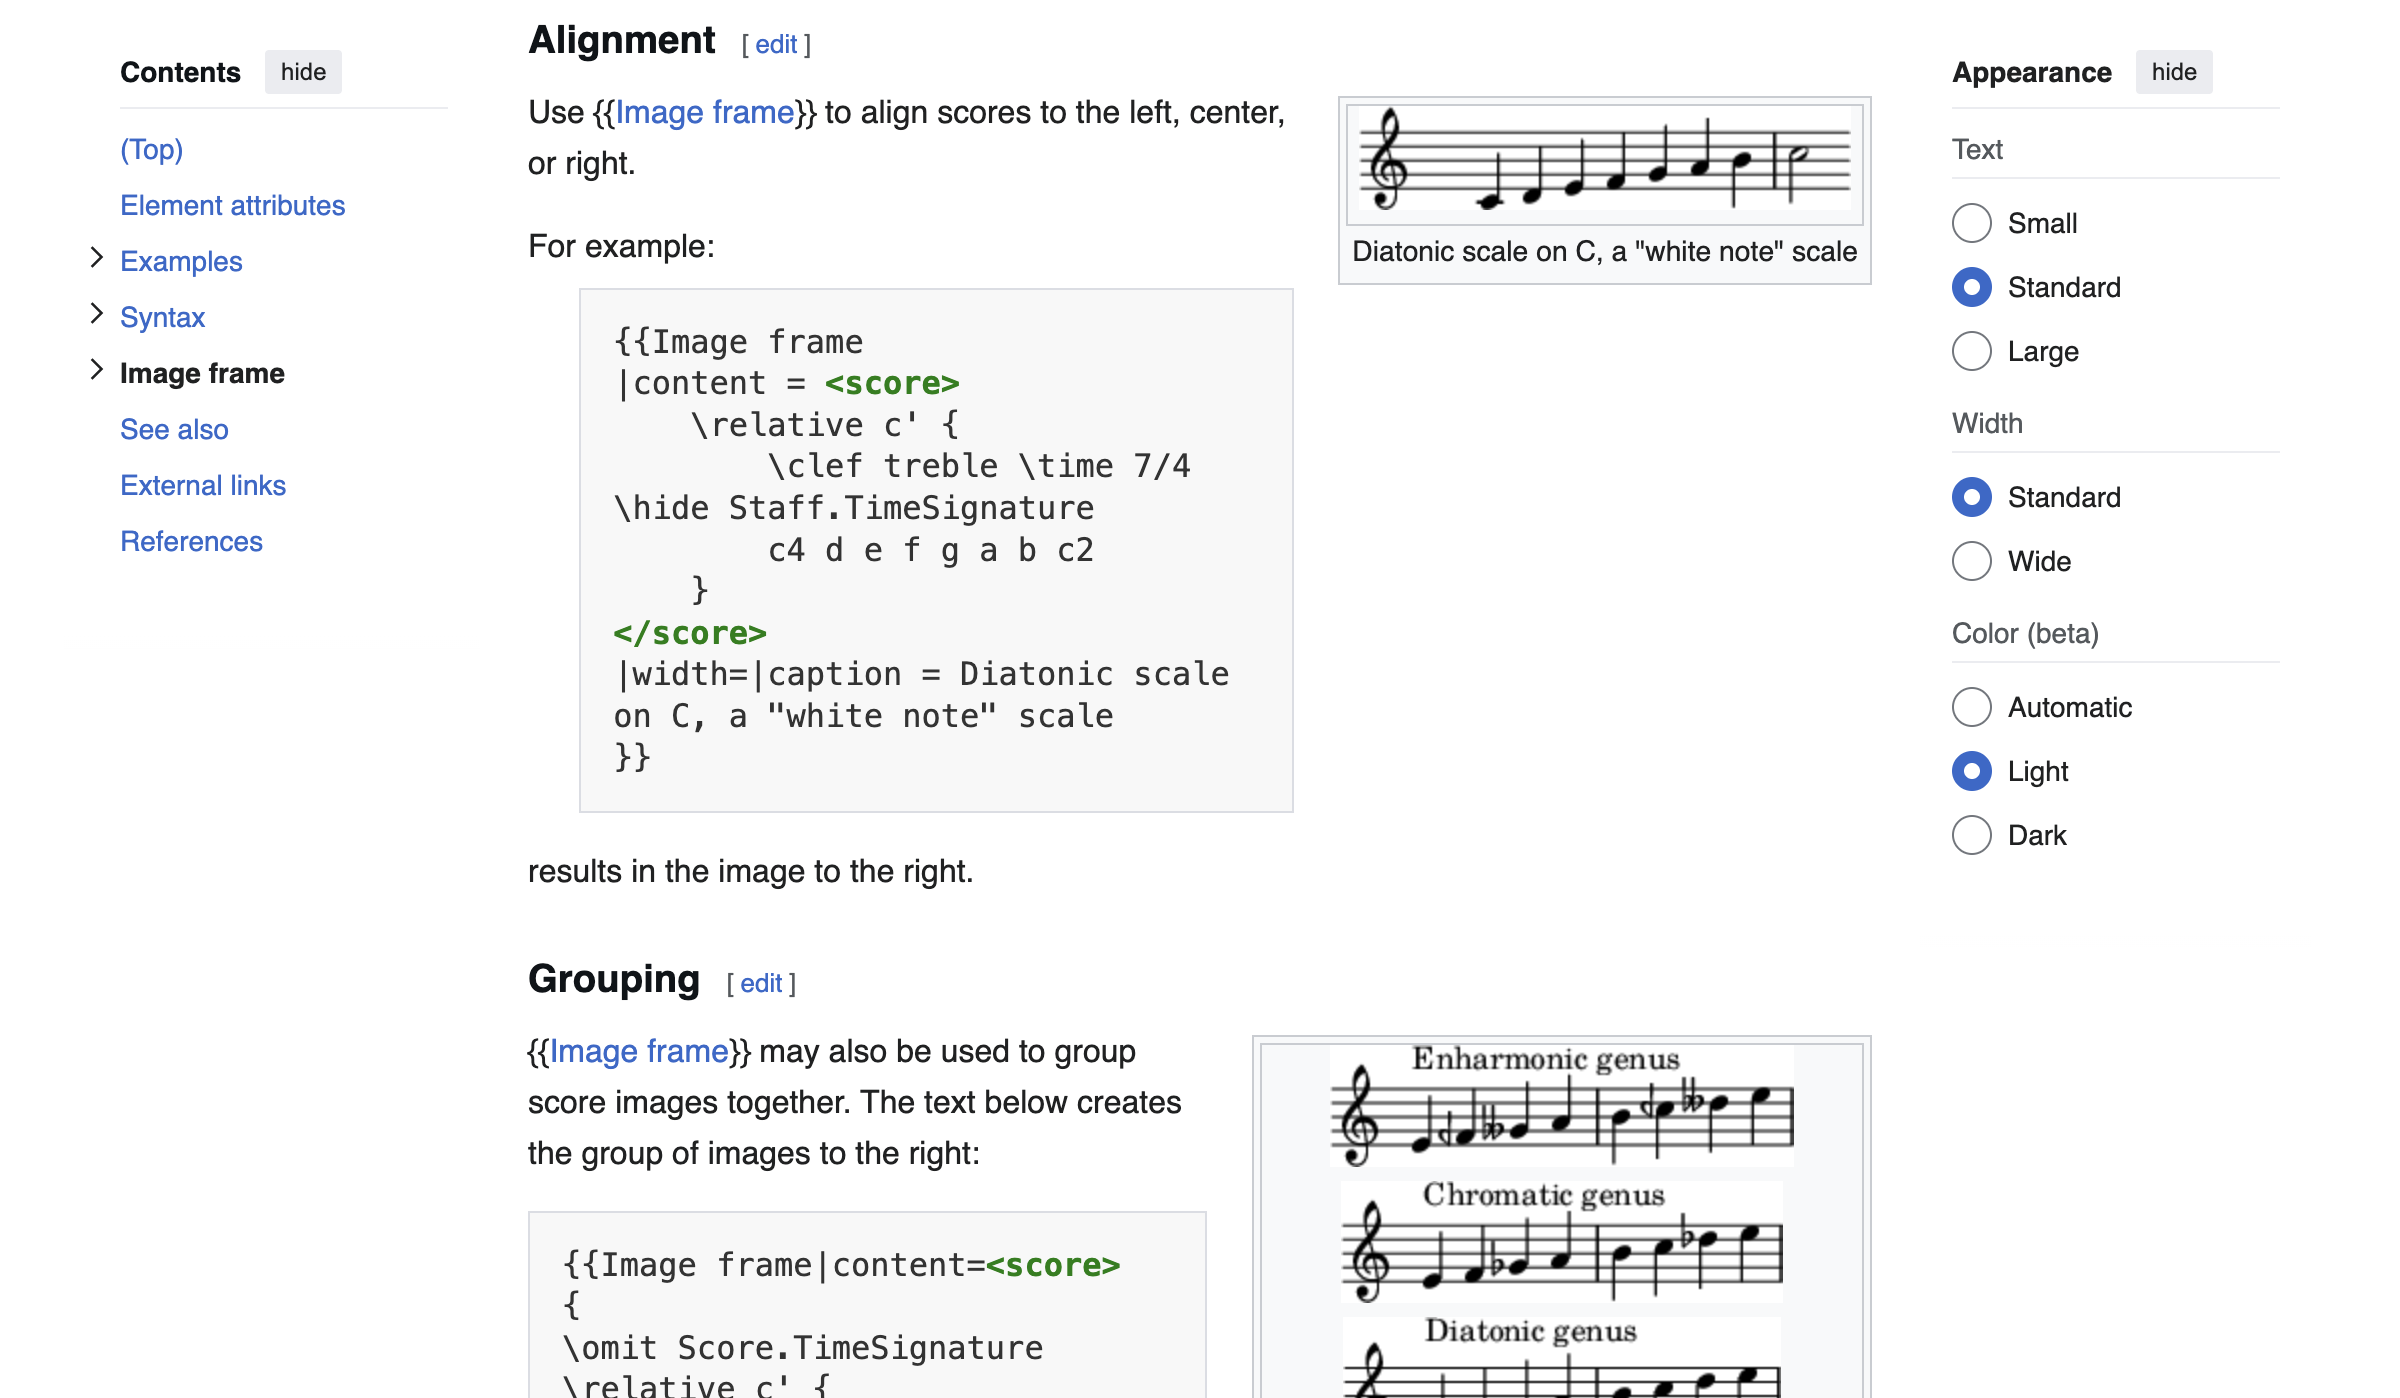 Contents hide
(Top)
Element attributes
Examples
Syntax
Image frame
See also
External links
References
Alignment [ edit ]
Use {{Image frame}} to align scores to the left, center,
or right.
For example:
{{Image frame
|content = <score>
    \relative c' {
        \clef treble \time 7/4
\hide Staff.TimeSignature
        c4 d e f g a b c2
    }
</score>
|width=|caption = Diatonic scale
on C, a "white note" scale
}}
Diatonic scale on C, a "white note" scale
results in the image to the right.
Grouping [ edit ]
{{Image frame}} may also be used to group
score images together. The text below creates
the group of images to the right:
{{Image frame|content=<score>
{
\omit Score.TimeSignature
\relative c' {
Enharmonic genus
Chromatic genus
Diatonic genus
Appearance hide
Text
Small
Standard
Large
Width
Standard
Wide
Color (beta)
Automatic
Light
Dark